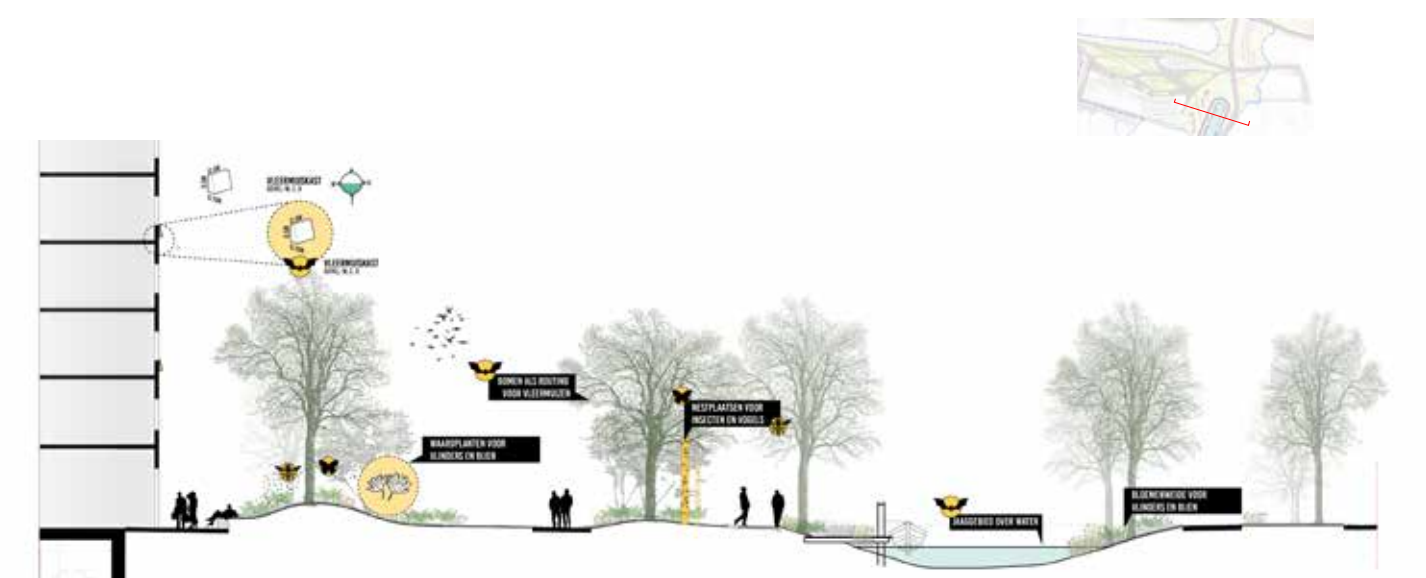 VLEERMUISKAST
VLEERMUISKAST
BOMEN ALS ROUTING
VOOR VLEERMUIZEN
NESTPLAATSEN VOOR
INSECTEN EN VOGELS
WAARDPLANTEN VOOR
VLINDERS EN BIJEN
JAAGGEBIED OVER WATER
BLOEMENWEIDE VOOR
VLINDERS EN BIJEN